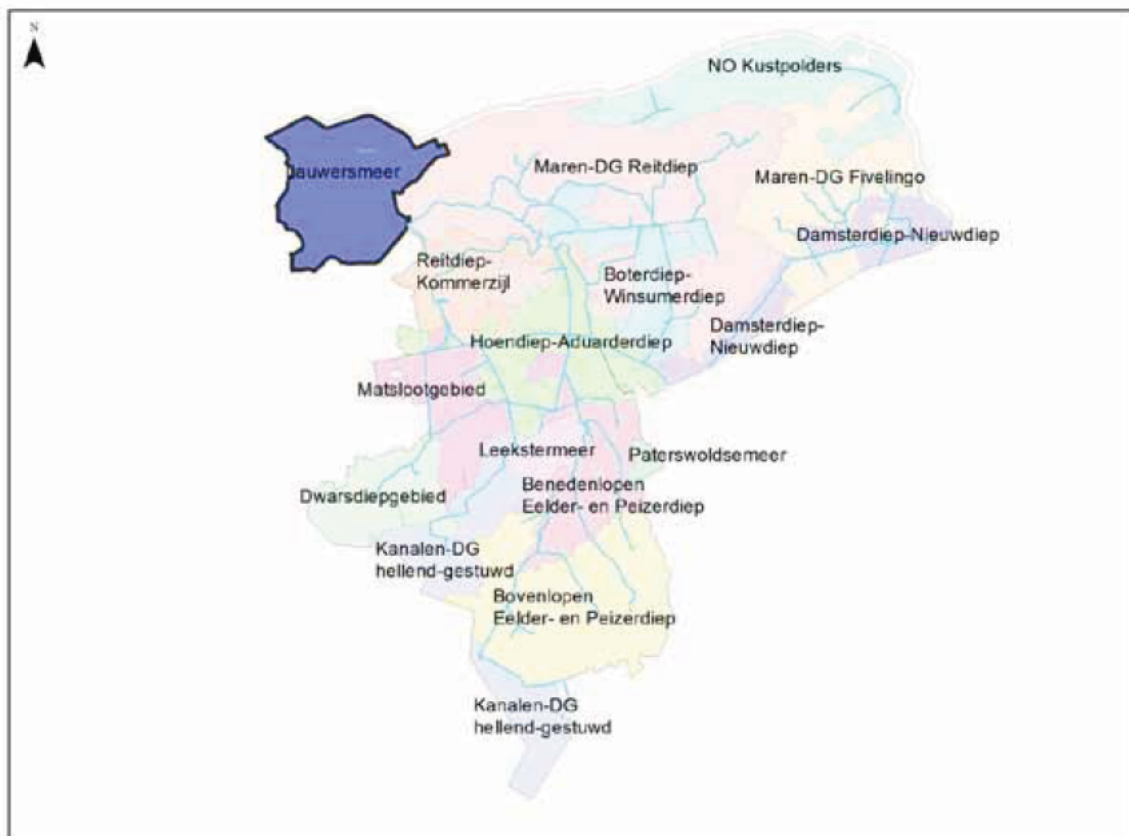 N
NO Kustpolders
Lauwersmeer
Maren-DG Reitdiep
Maren-DG Fivelingo
Damsterdiep-Nieuwdiep
Reitdiep-
Kommerzijl
Boterdiep-
Winsumerdiep
Damsterdiep-
Nieuwdiep
Hoendiep-Aduarderdiep
Matslootgebied
Leekstermeer
Paterswoldsemeer
Dwarsdiepgebied
Benedenlopen
Eelder- en Peizerdiep
Kanalen-DG
hellend-gestuwd
Bovenlopen
Eelder- en Peizerdiep
Kanalen-DG
hellend-gestuwd